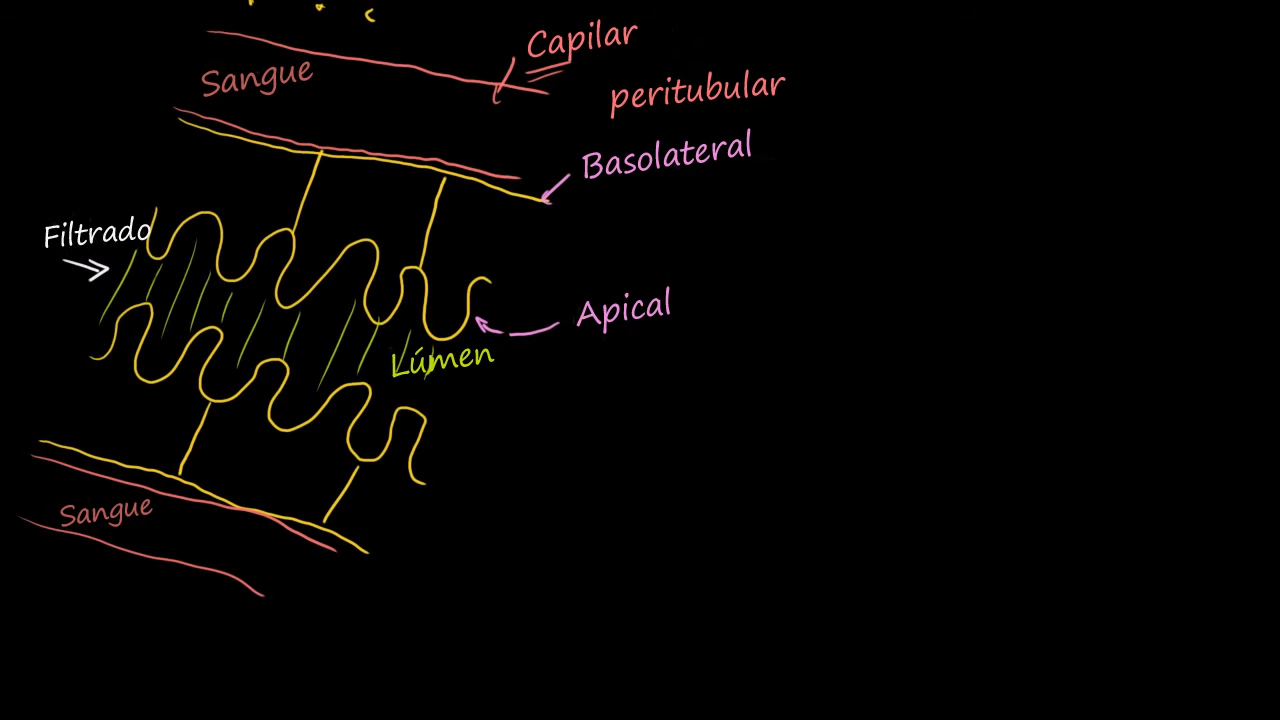 Capilar
peritubular
Sangue
Basolateral
Filtrado
Apical
Lúmen
Sangue